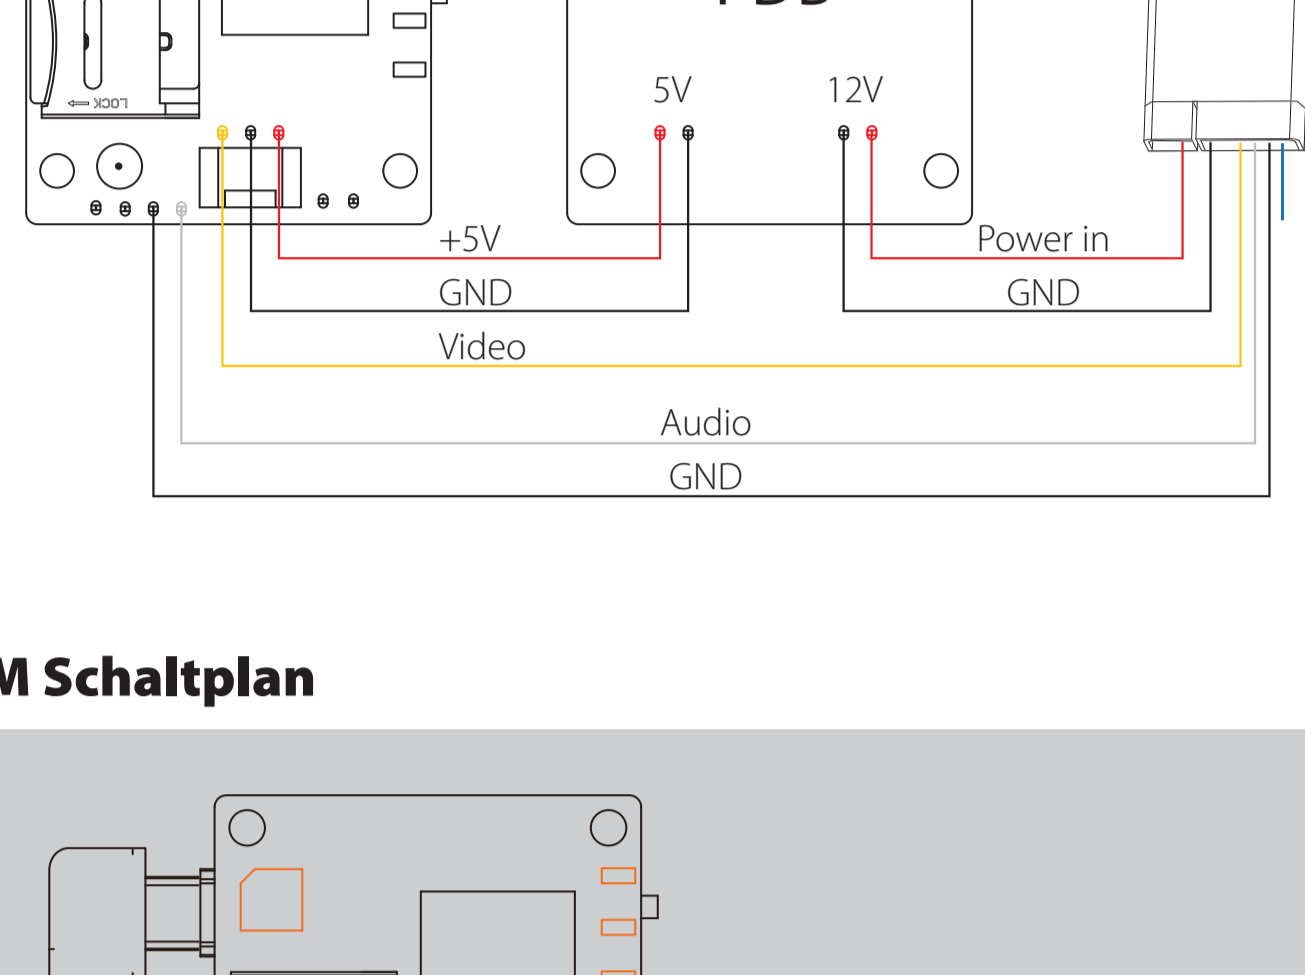 5V 12V
LOCK
+5V Power in
GND GND
Video
Audio
GND
M Schaltplan